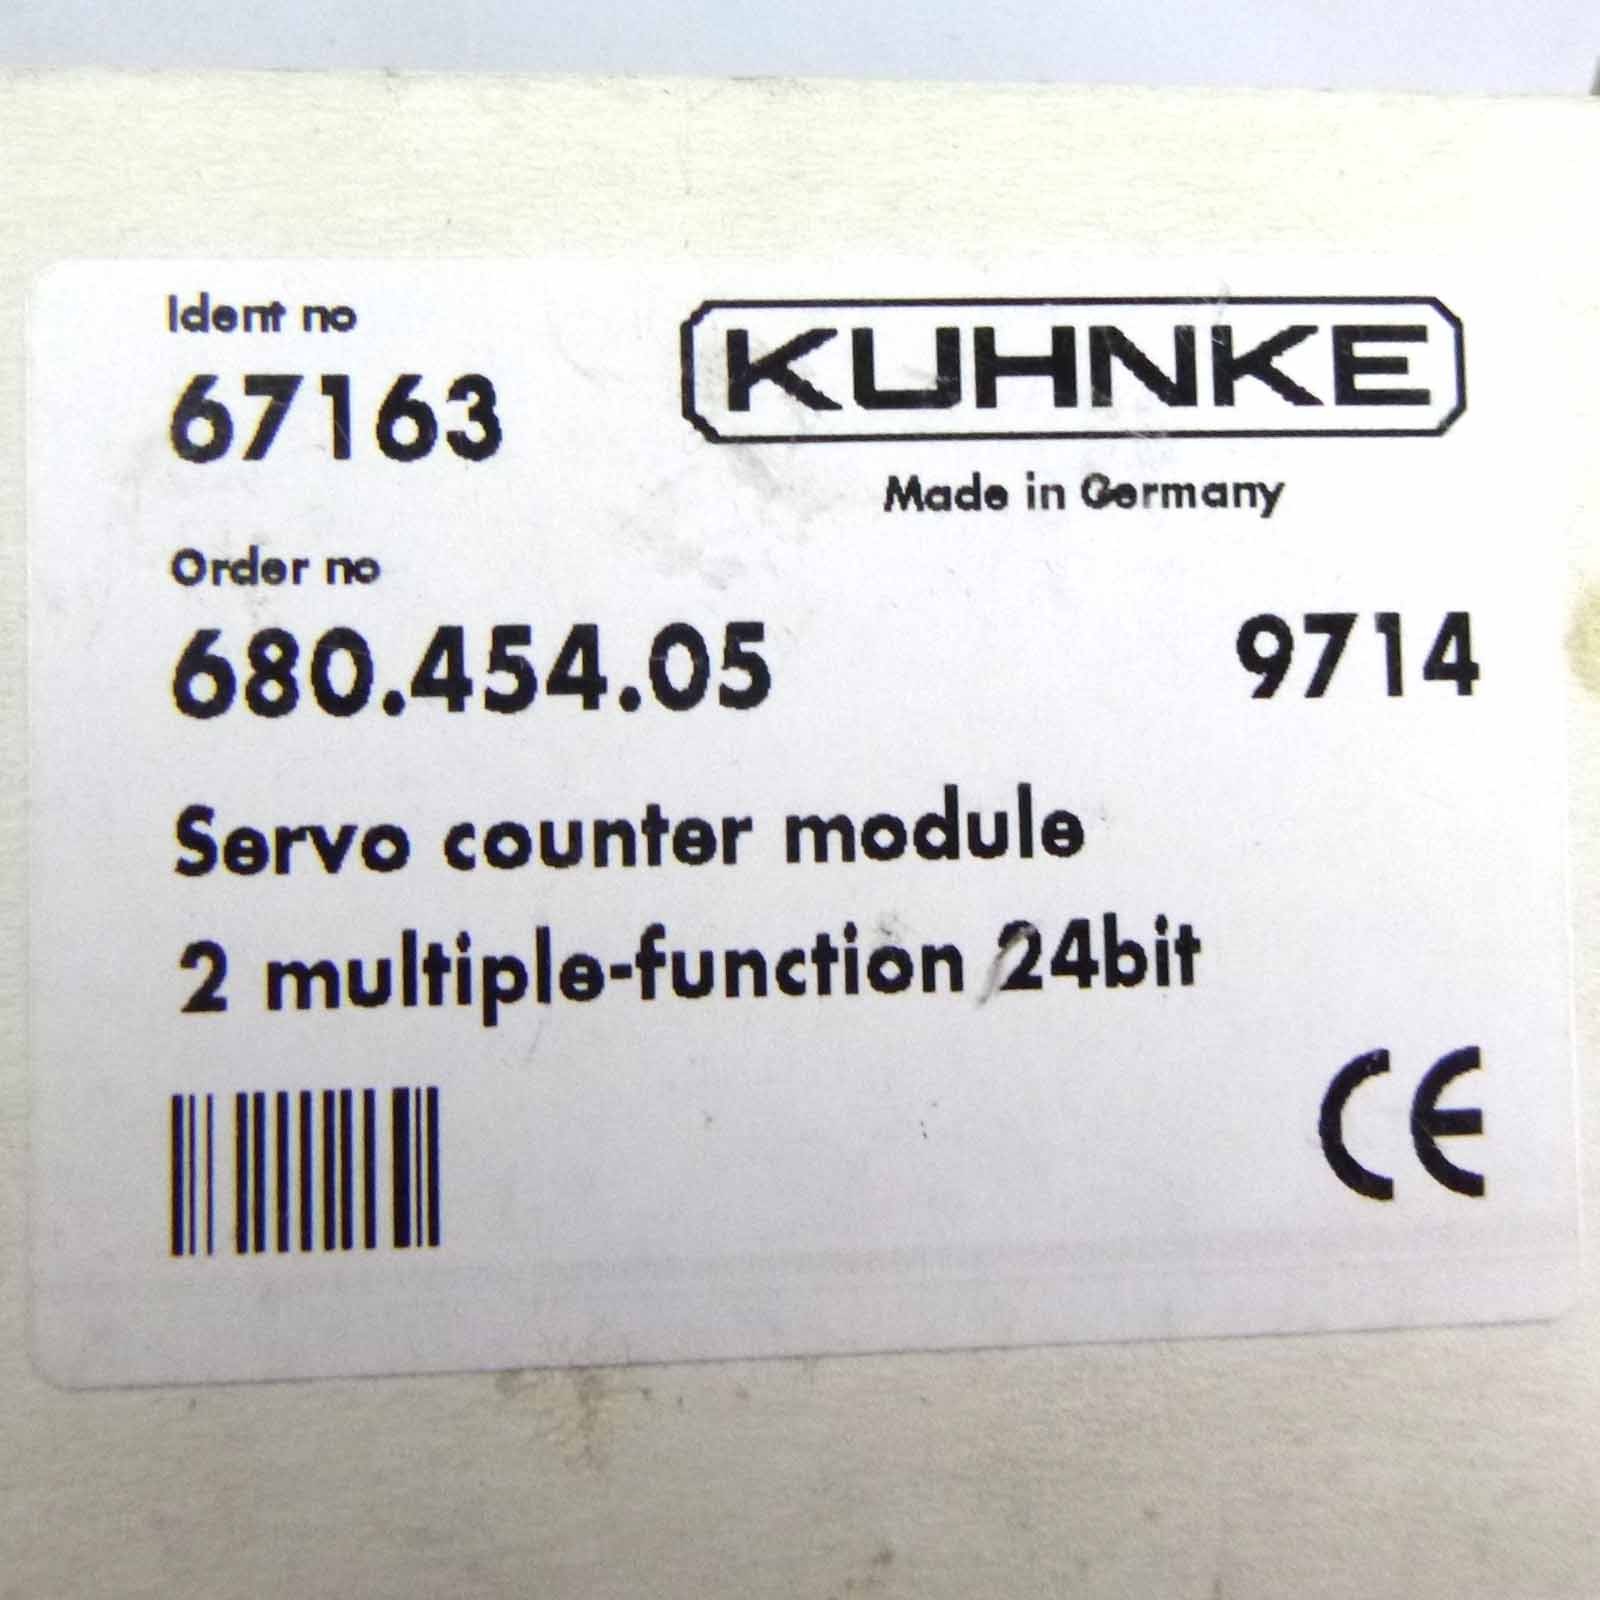 Ident no
67163
KUHNKE
Made in Germany
Order no
680.454.05
9714
Servo counter module
2 multiple-function 24bit
CE